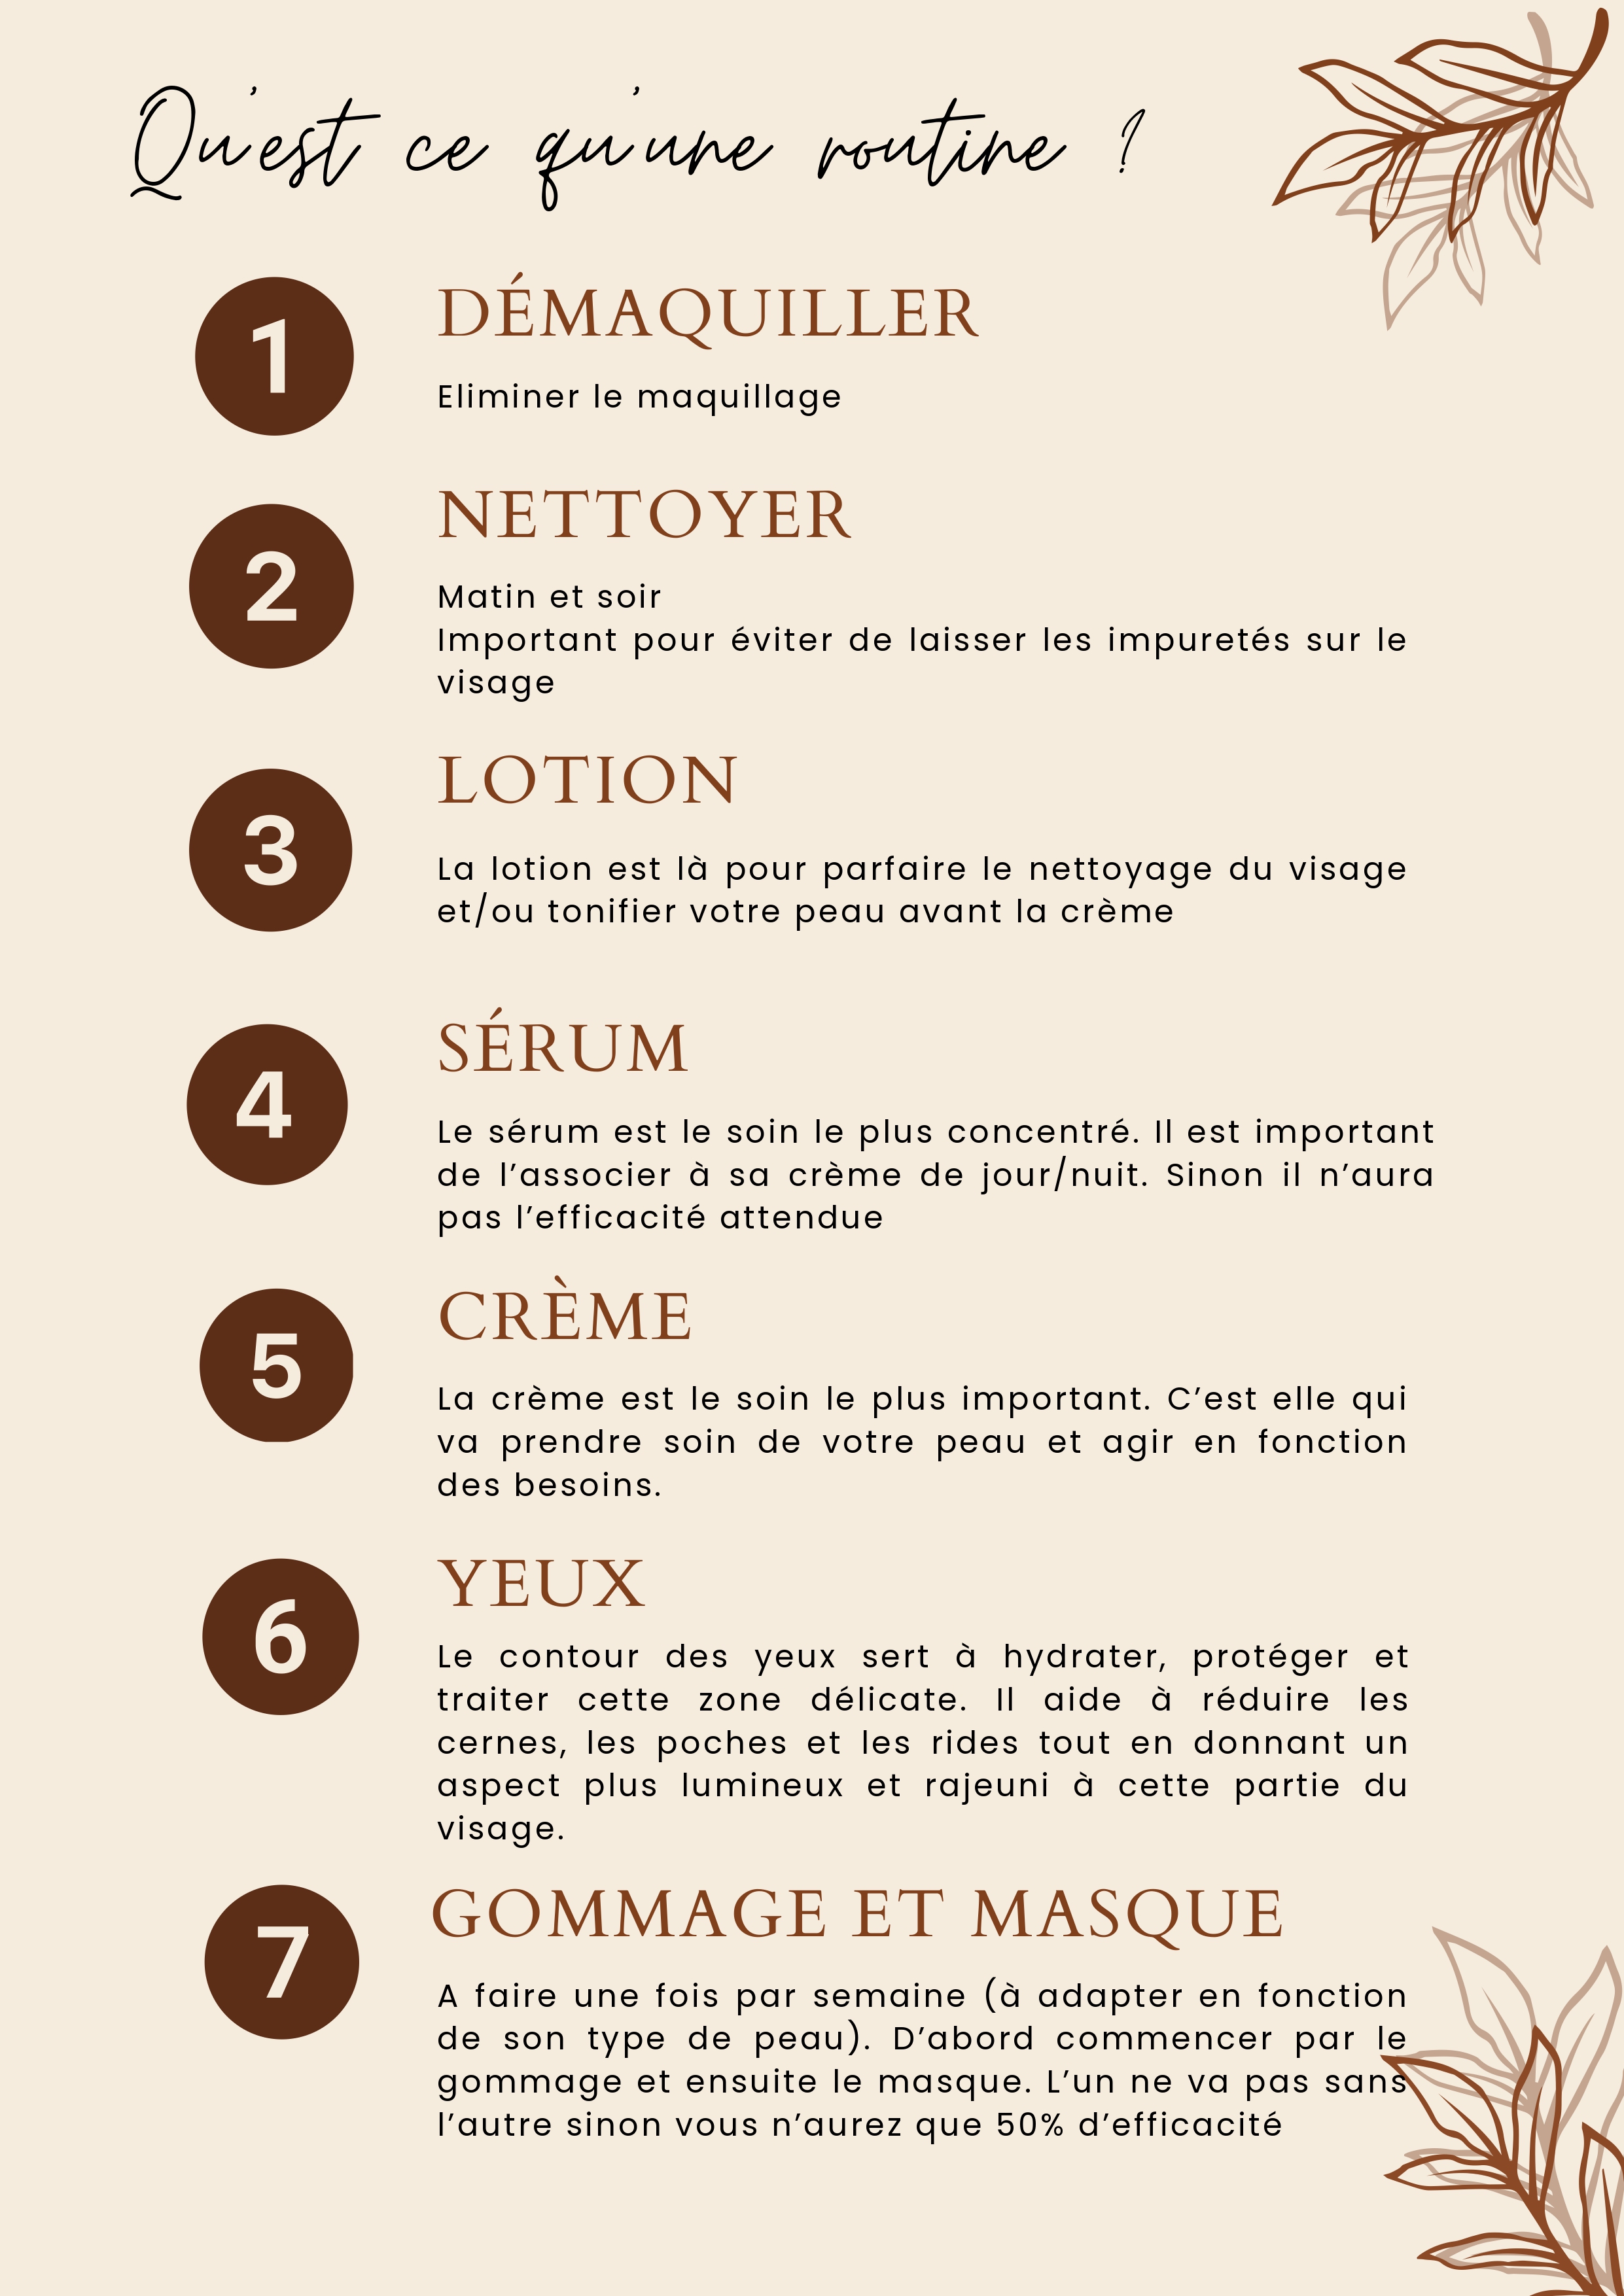 Qu'est ce qu'une routine ?
1
DÉMAQUILLER
Eliminer le maquillage
2
NETTOYER
Matin et soir
Important pour éviter de laisser les impuretés sur le
visage
3
LOTION
La lotion est là pour parfaire le nettoyage du visage
et/ou tonifier votre peau avant la crème
4
SÉRUM
Le sérum est le soin le plus concentré. Il est important
de l’associer à sa crème de jour/nuit. Sinon il n’aura
pas l’efficacité attendue
5
CRÈME
La crème est le soin le plus important. C’est elle qui
va prendre soin de votre peau et agir en fonction
des besoins.
6
YEUX
Le contour des yeux sert à hydrater, protéger et
traiter cette zone délicate. Il aide à réduire les
cernes, les poches et les rides tout en donnant un
aspect plus lumineux et rajeuni à cette partie du
visage.
7
GOMMAGE ET MASQUE
A faire une fois par semaine (à adapter en fonction
de son type de peau). D’abord commencer par le
gommage et ensuite le masque. L’un ne va pas sans
l’autre sinon vous n’aurez que 50% d’efficacité